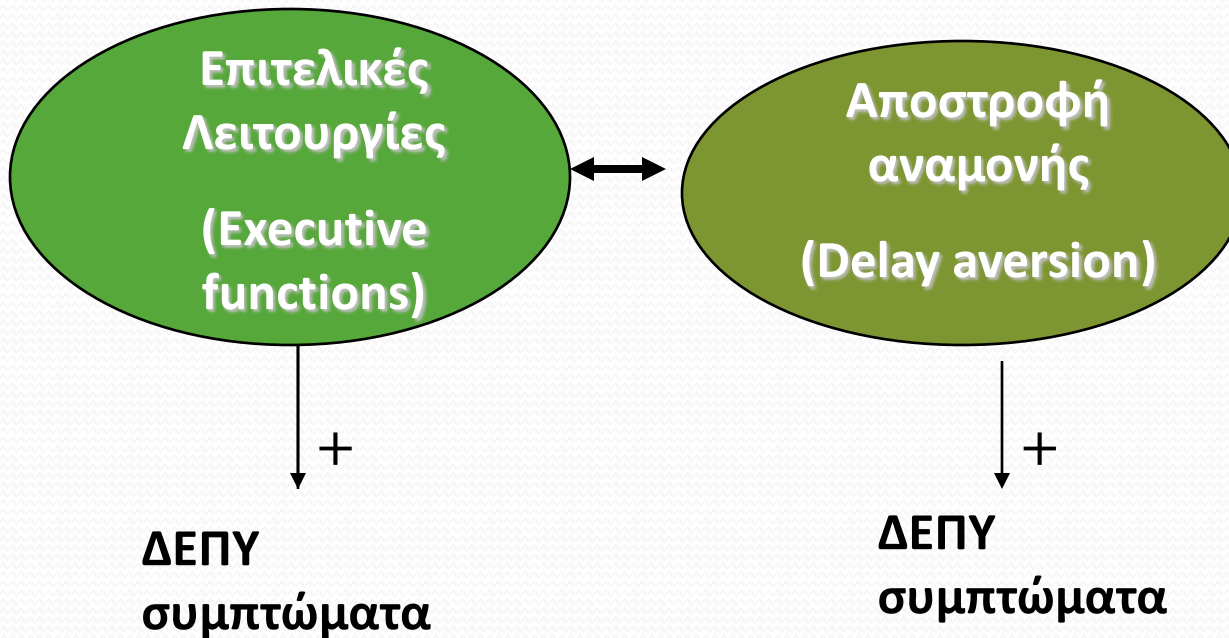 Επιτελικές
Λειτουργίες
(Executive
functions)
Αποστροφή
αναμονής
(Delay aversion)
+
+
ΔΕΠΥ
συμπτώματα
ΔΕΠΥ
συμπτώματα